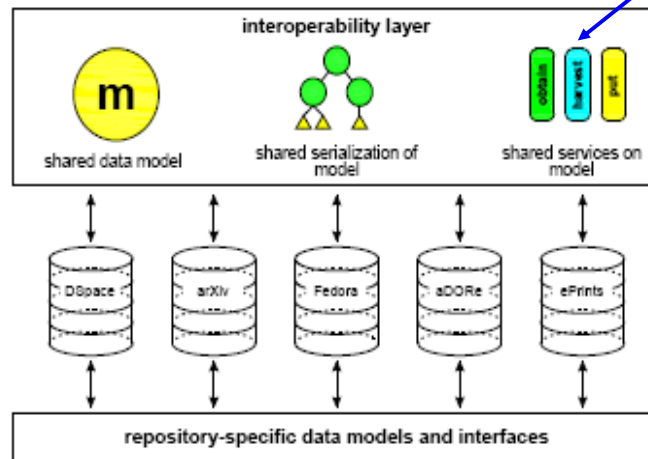 interoperability layer
m
obtain
harvest
put
shared data model
shared serialization of
model
shared services on
model
DSpace
arXiv
Fedora
aDORe
ePrints
repository-specific data models and interfaces